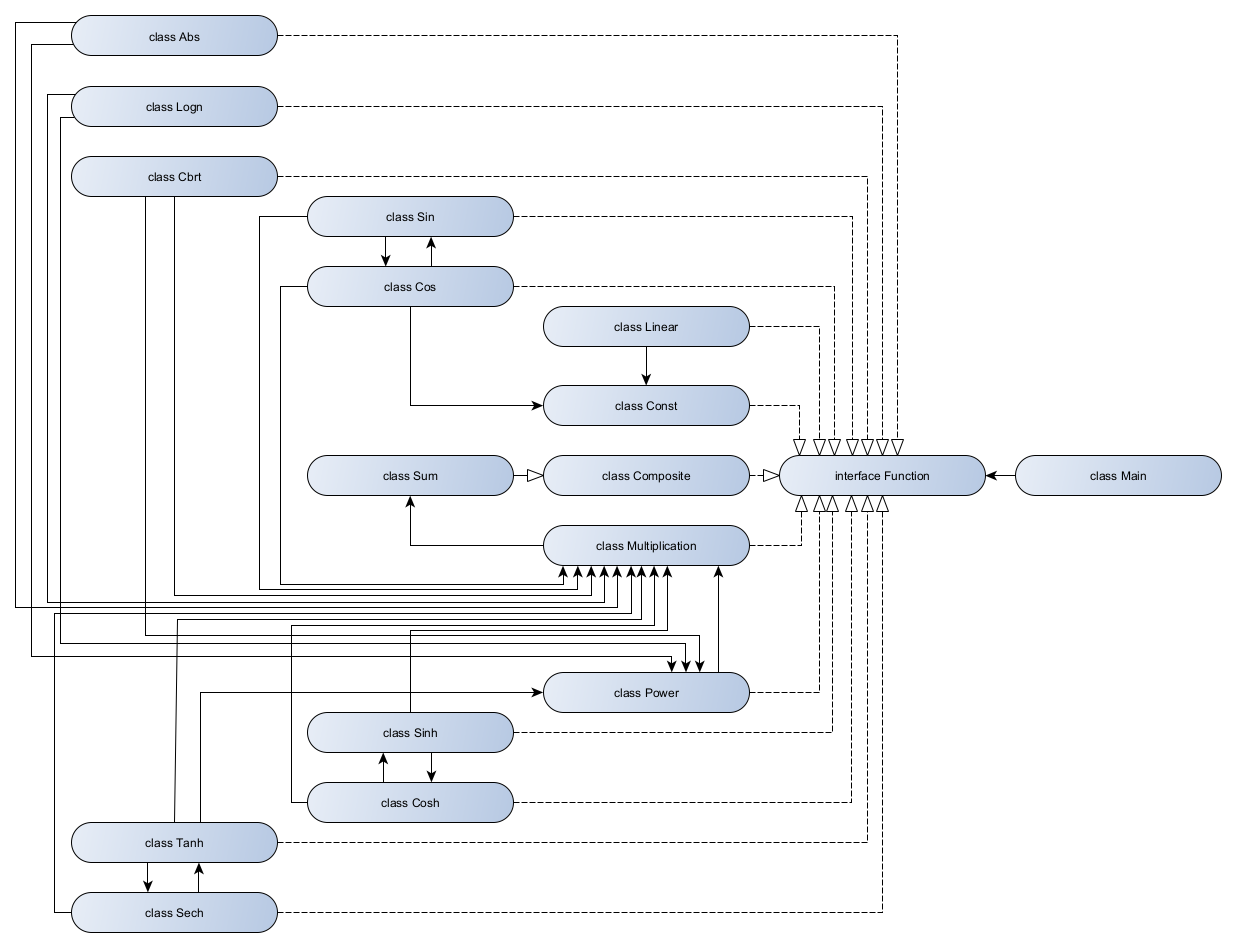 class Abs
class Logn
class Cbrt
class Sin
class Cos
class Linear
class Const
class Sum
class Composite
interface Function
class Main
class Multiplication
class Power
class Sinh
class Cosh
class Tanh
class Sech